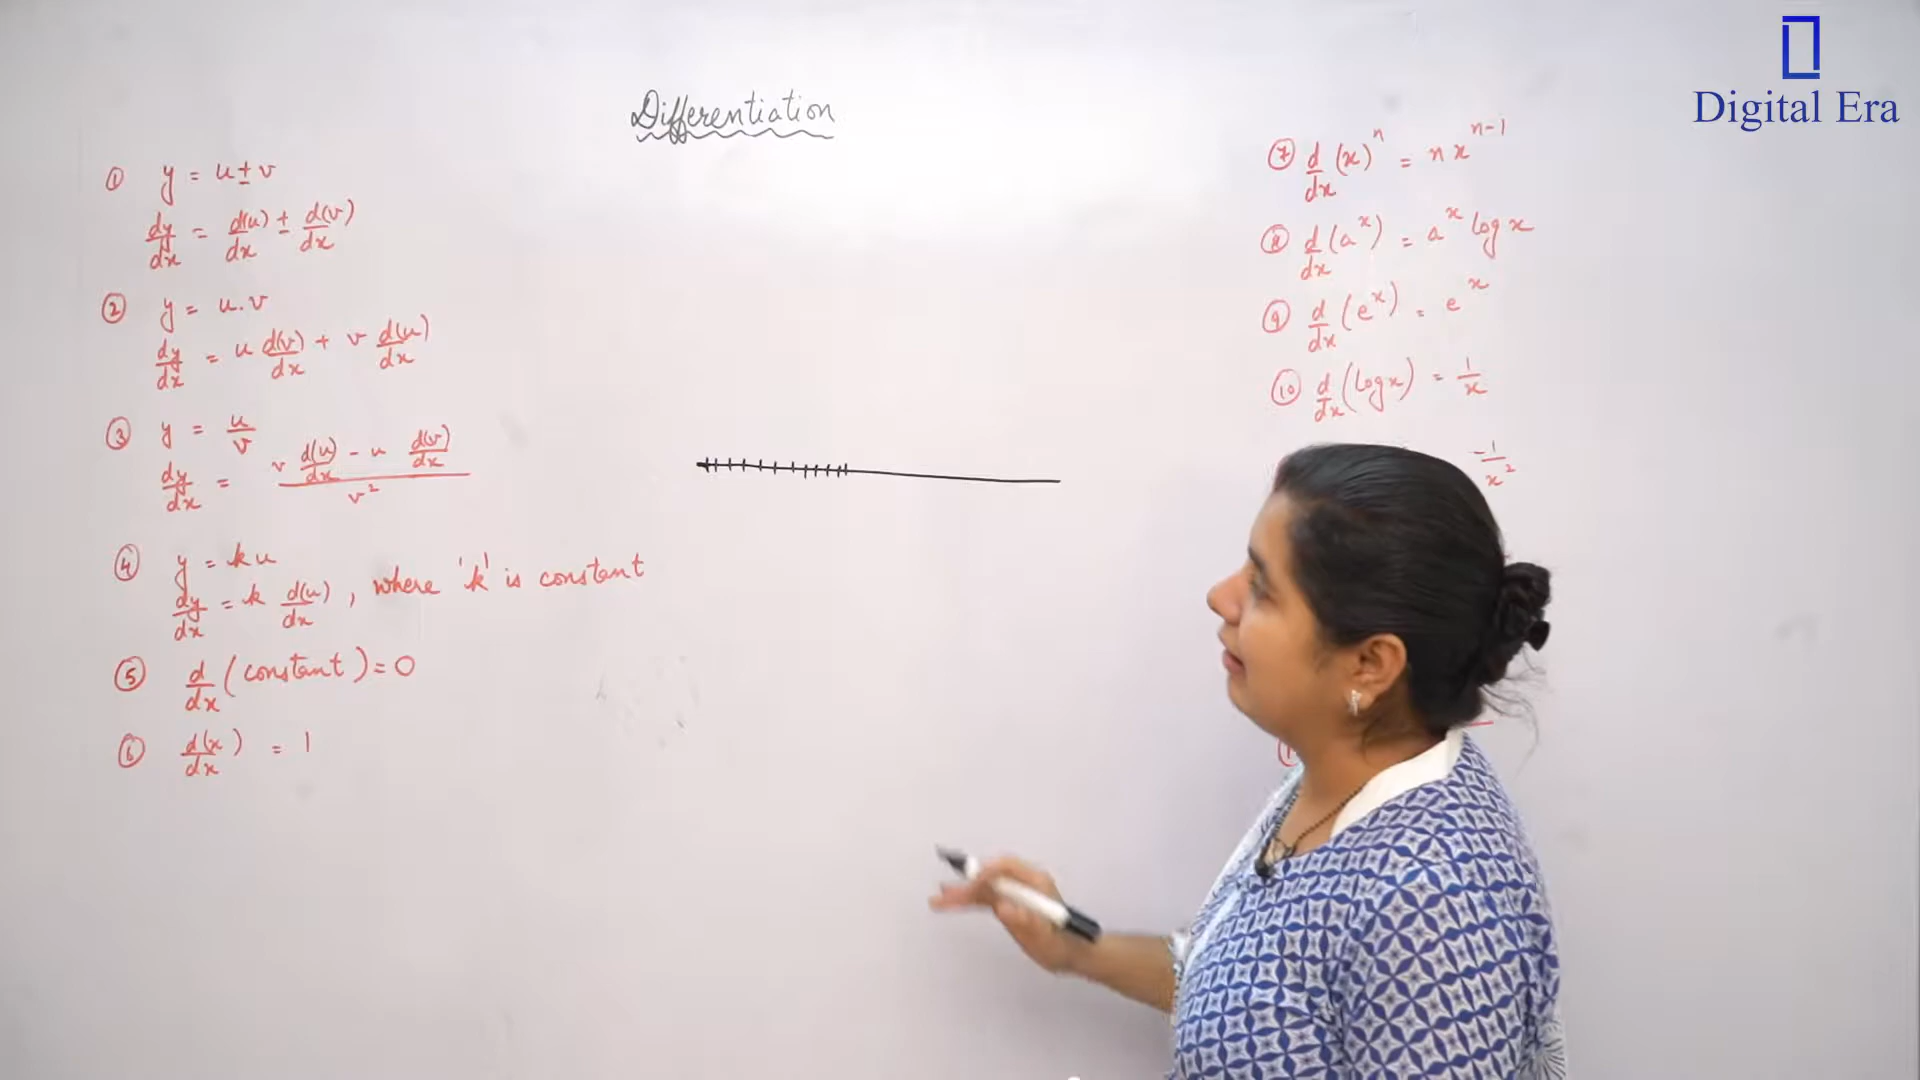 Digital Era
Differentiation
① y = u ± v
dy/dx = d(u)/dx ± d(v)/dx
② y = u.v
dy/dx = u d(v)/dx + v d(u)/dx
③ y = u/v
dy/dx = (v d(u)/dx - u d(v)/dx)/v²
④ y = ku
dy/dx = k d(u)/dx, where 'k' is constant
⑤ d/dx (constant) = 0
⑥ d(x)/dx = 1
⑦ d/dx (x)ⁿ = n xⁿ⁻¹
⑧ d/dx (aˣ) = aˣ log x
⑨ d/dx (eˣ) = eˣ
⑩ d/dx (log x) = 1/x
-1/x²